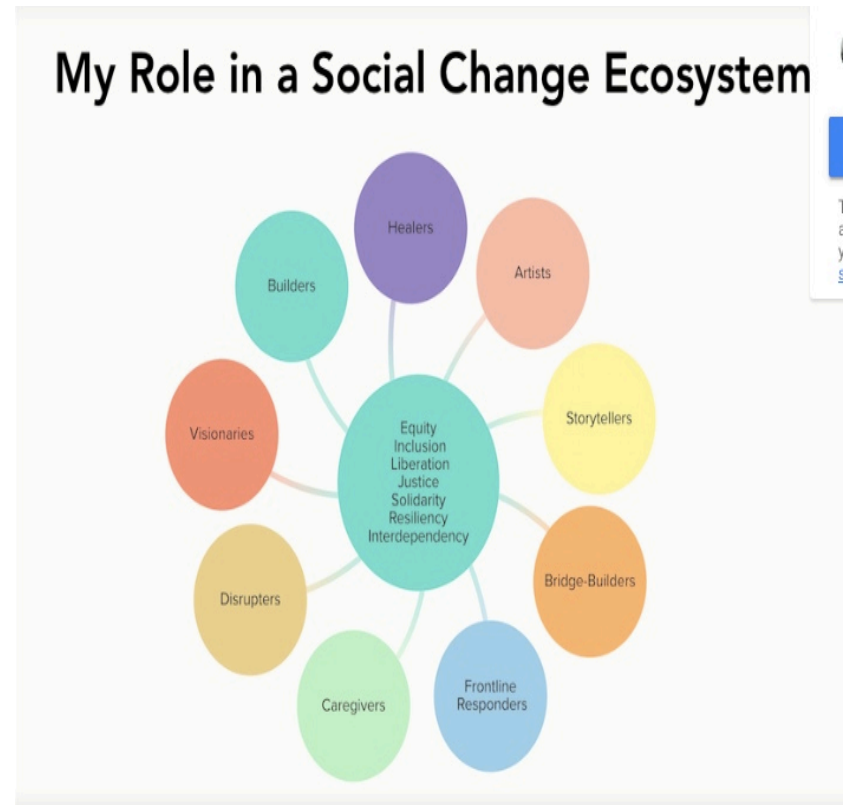 My Role in a Social Change Ecosystem
Healers
Artists
Builders
Storytellers
Visionaries
Equity
Inclusion
Liberation
Justice
Solidarity
Resiliency
Interdependency
Bridge-Builders
Disrupters
Frontline
Responders
Caregivers